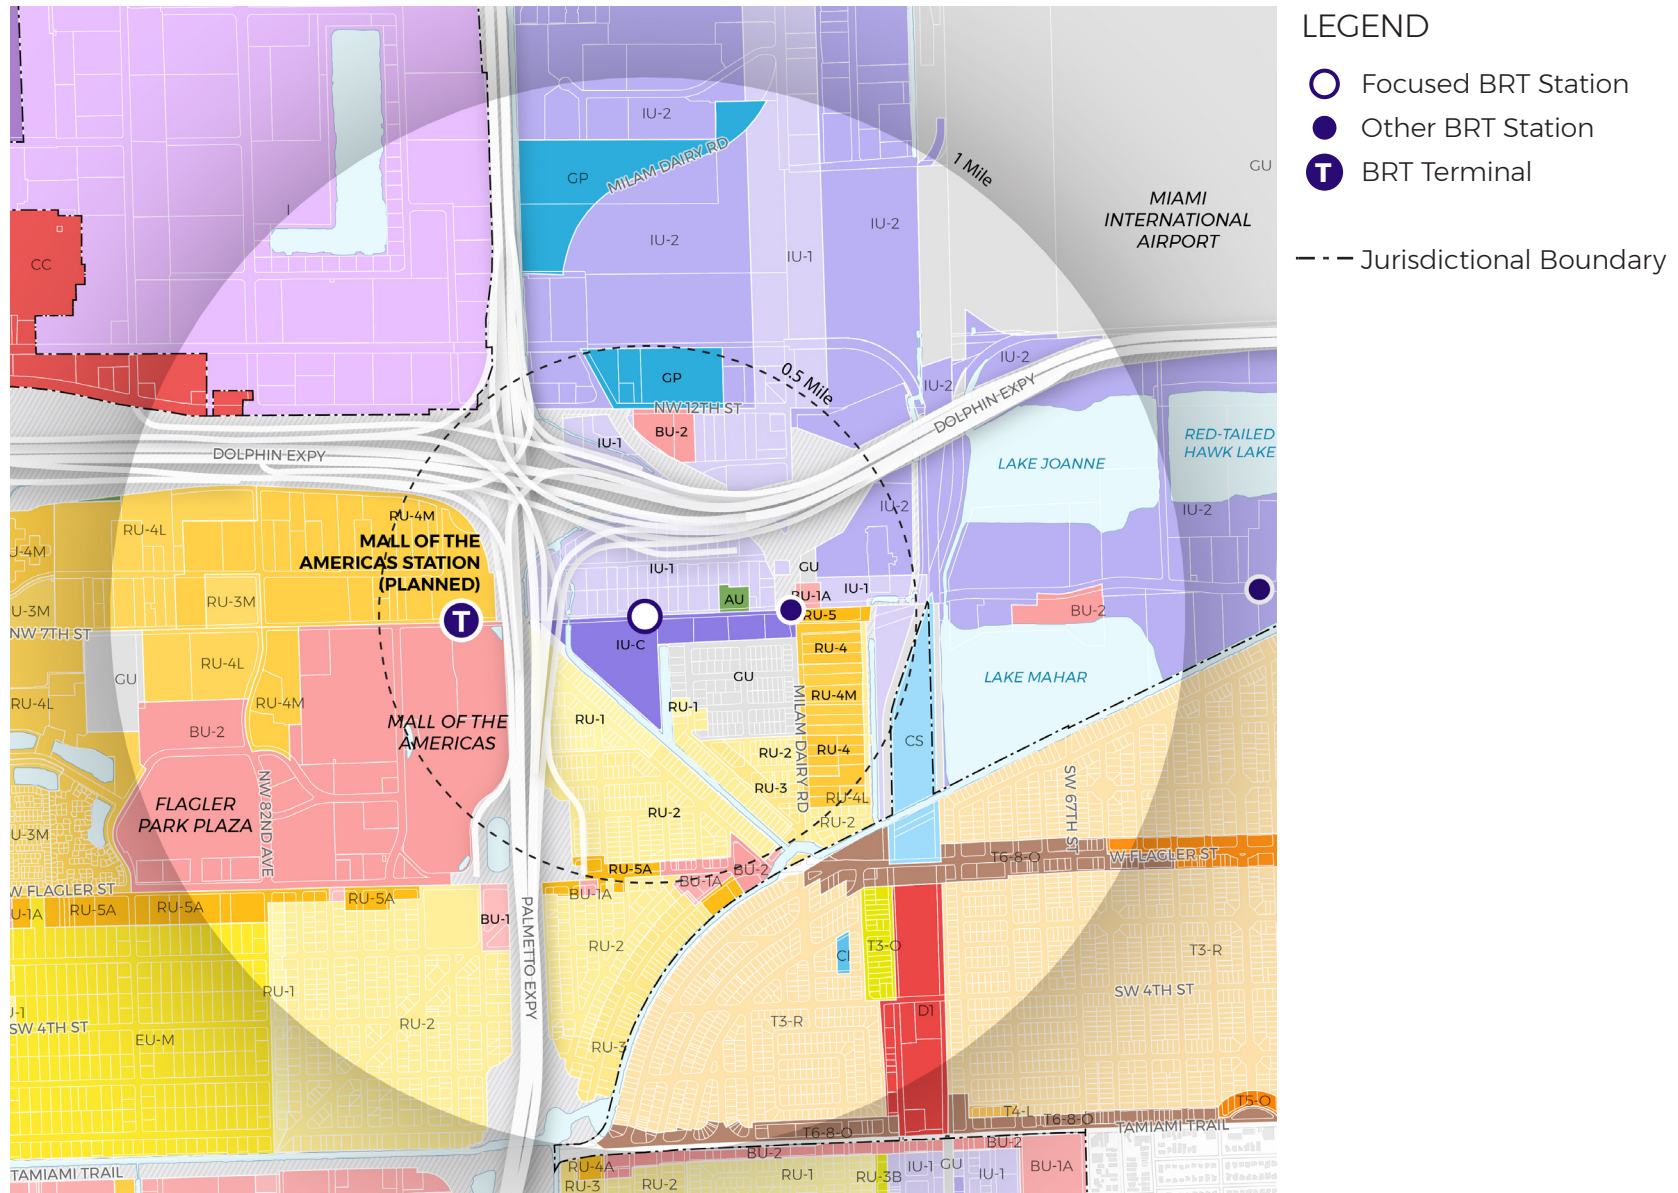 LEGEND
Focused BRT Station
Other BRT Station
T
BRT Terminal
Jurisdictional Boundary
IU-2
GP
MILAM DAIRY RD
1 Mile
GU
MIAMI
INTERNATIONAL
AIRPORT
I
IU-2
IU-2
IU-1
CC
IU-2
GP
0.5 Mile
IU-2
NW 12TH ST
DOLPHIN EXPY
IU-1
BU-2
DOLPHIN EXPY
LAKE JOANNE
RED-TAILED
HAWK LAKE
RU-4L
RU-4M
IU-2
IU-2
J-4M
MALL OF THE
AMERICAS STATION
(PLANNED)
IU-1
GU
IU-1
U-3M
RU-3M
AU
BU-1A
BU-2
T
RU-5
NW 7TH ST
IU-C
RU-4L
RU-4
GU
GU
LAKE MAHAR
RU-4L
RU-4M
RU-1
RU-4M
BU-2
MALL OF THE
AMERICAS
RU-1
MILAM DAIRY RD
CS
RU-2
RU-4
RU-3
RU-4L
SW 67TH ST
FLAGLER
PARK PLAZA
NW 82ND AVE
RU-2
RU-2
U-3M
T6-8-O
W FLAGLER ST
RU-5A
BU-2
W FLAGLER ST
BU-1A
BU-1A
U-1A
RU-5A
RU-5A
RU-5A
BU-1
PALMETTO EXPY
RU-2
T3-O
CI
T3-R
RU-1
SW 4TH ST
J-1
SW 4TH ST
EU-M
RU-2
T3-R
D1
RU-3
T5-O
T4-L
T6-8-O
TAMIAMI TRAIL
T6-8-O
BU-2
BU-2
TAMIAMI TRAIL
RU-4A
RU-3
RU-2
RU-1
RU-3B
IU-1
GU
IU-1
BU-1A